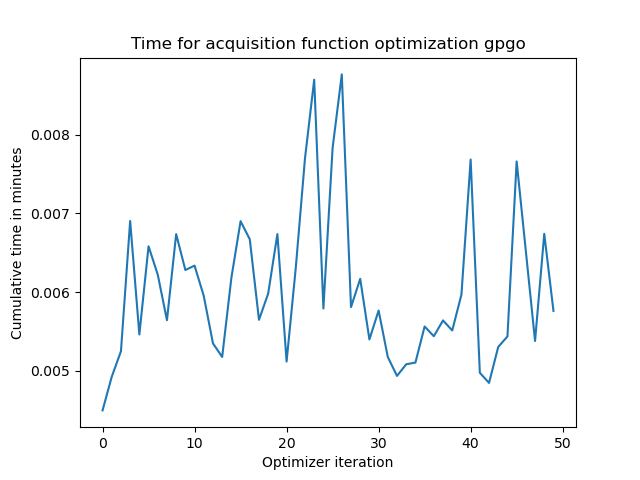 Time for acquisition function optimization gpgo
Cumulative time in minutes
0.008
0.007
0.006
0.005
0 10 20 30 40 50
Optimizer iteration